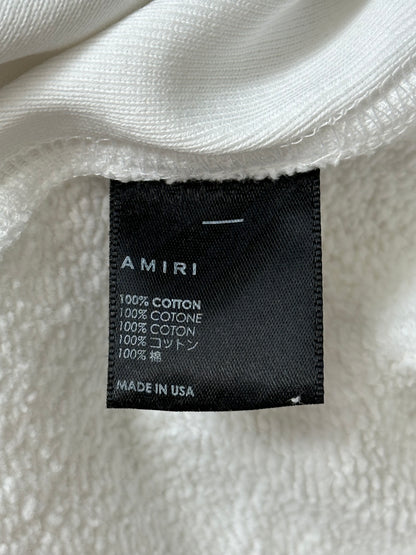 AMIRI
100% COTTON
100% COTONE
100% COTON
100% コットン
100% 棉
MADE IN USA